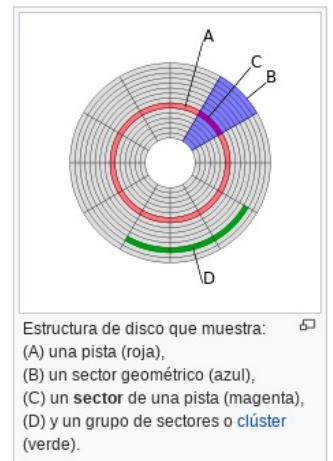 A
C
B
D
Estructura de disco que muestra:
(A) una pista (roja),
(B) un sector geométrico (azul),
(C) un sector de una pista (magenta),
(D) y un grupo de sectores o clúster
(verde).